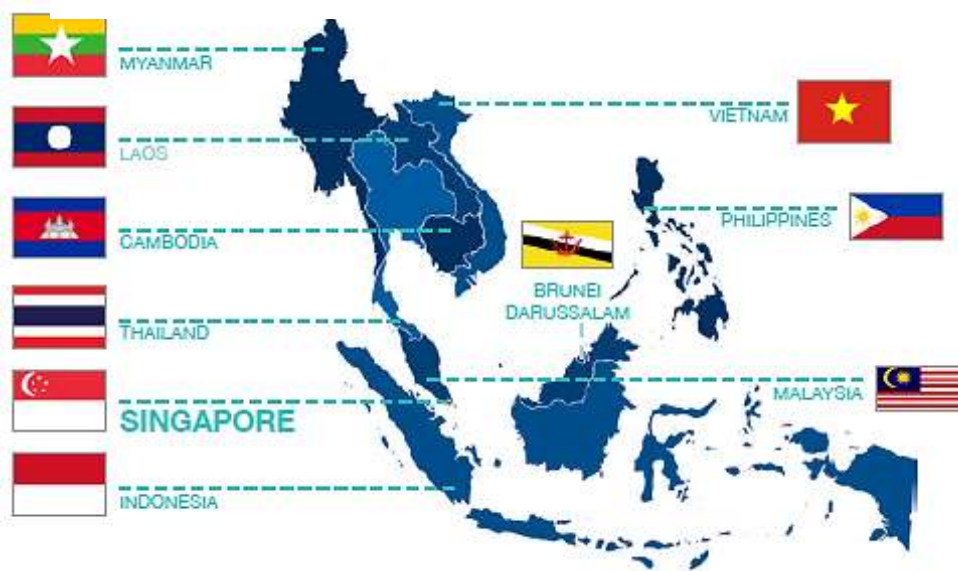 MYANMAR
VIETNAM
LAOS
PHILIPPINES
CAMBODIA
BRUNEI
DARUSSALAM
THAILAND
MALAYSIA
SINGAPORE
INDONESIA